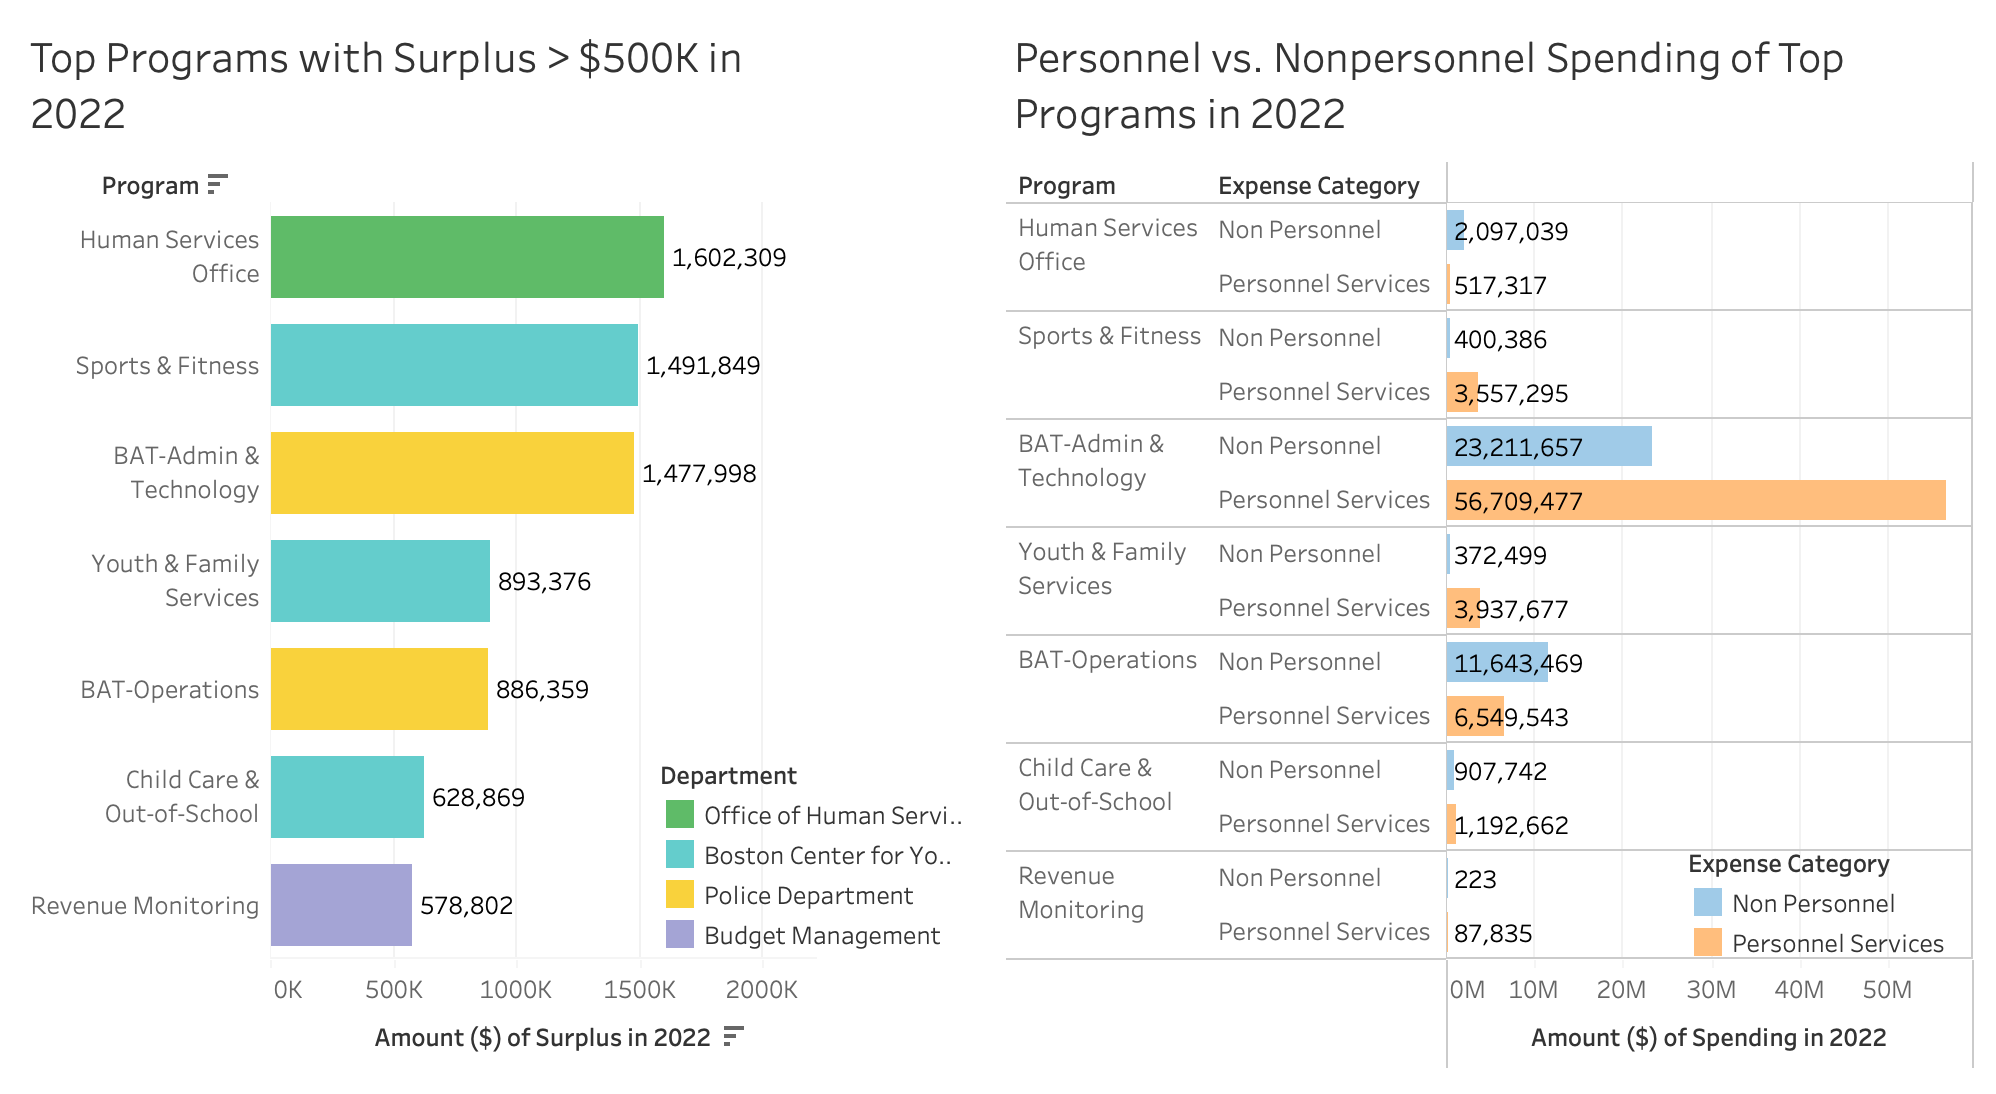 Top Programs with Surplus > $500K in
2022
Program
Human Services
Office
1,602,309
Sports & Fitness
1,491,849
BAT-Admin &
Technology
1,477,998
Youth & Family
Services
893,376
BAT-Operations
886,359
Child Care &
Out-of-School
628,869
Revenue Monitoring
578,802
Department
Office of Human Servi..
Boston Center for Yo..
Police Department
Budget Management
0K 500K 1000K 1500K 2000K
Amount ($) of Surplus in 2022
Personnel vs. Nonpersonnel Spending of Top
Programs in 2022
Program Expense Category
Human Services
Office
Non Personnel 2,097,039
Personnel Services 517,317
Sports & Fitness Non Personnel 400,386
Personnel Services 3,557,295
BAT-Admin &
Technology
Non Personnel 23,211,657
Personnel Services 56,709,477
Youth & Family
Services
Non Personnel 372,499
Personnel Services 3,937,677
BAT-Operations Non Personnel 11,643,469
Personnel Services 6,549,543
Child Care &
Out-of-School
Non Personnel 907,742
Personnel Services 1,192,662
Revenue
Monitoring
Non Personnel 223
Personnel Services 87,835
Expense Category
Non Personnel
Personnel Services
0M 10M 20M 30M 40M 50M
Amount ($) of Spending in 2022